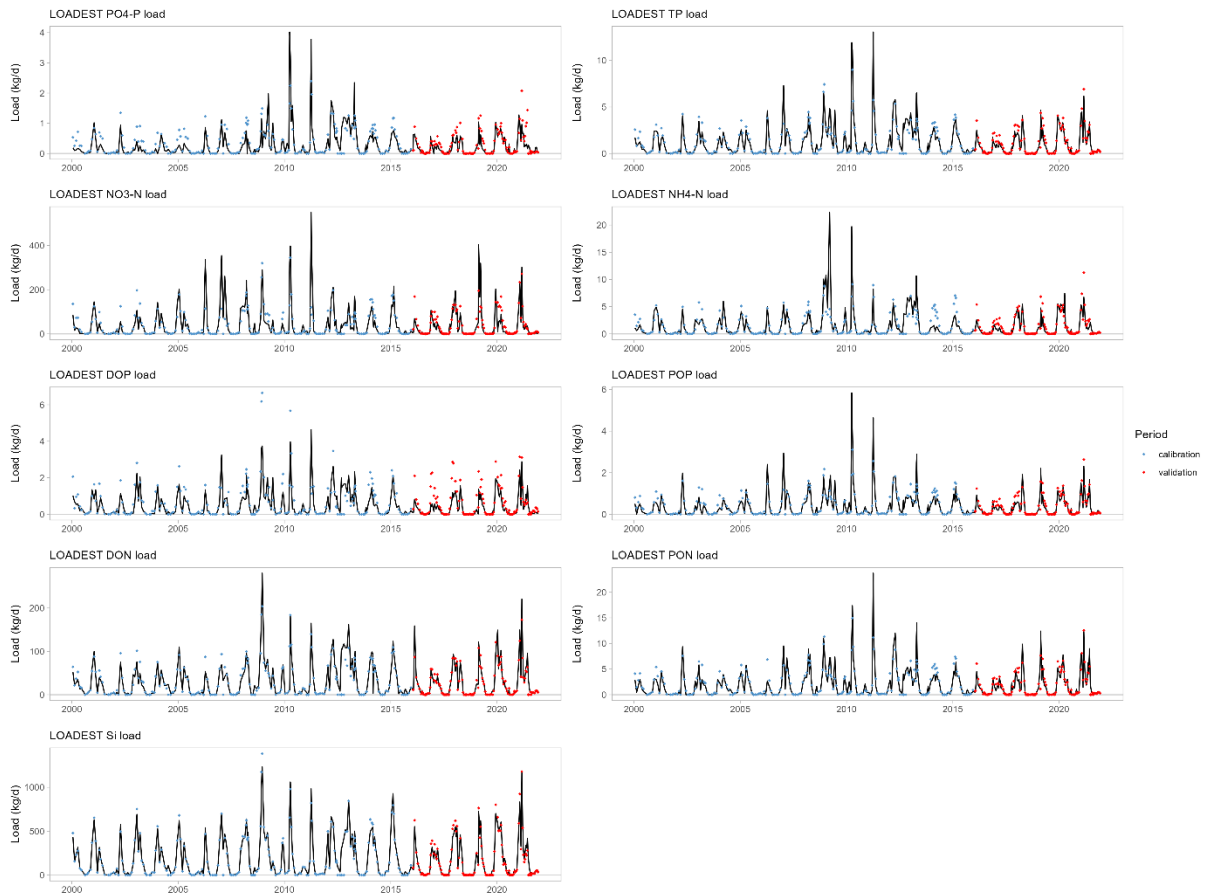 LOADEST PO4-P load
Load (kg/d)
4
3
2
1
0
2000 2005 2010 2015 2020
LOADEST TP load
Load (kg/d)
10
5
0
2000 2005 2010 2015 2020
LOADEST NO3-N load
Load (kg/d)
400
200
0
2000 2005 2010 2015 2020
LOADEST NH4-N load
Load (kg/d)
20
15
10
5
0
2000 2005 2010 2015 2020
LOADEST DOP load
Load (kg/d)
6
4
2
0
2000 2005 2010 2015 2020
LOADEST POP load
Load (kg/d)
6
4
2
0
2000 2005 2010 2015 2020
LOADEST DON load
Load (kg/d)
200
100
0
2000 2005 2010 2015 2020
LOADEST PON load
Load (kg/d)
20
15
10
5
0
2000 2005 2010 2015 2020
LOADEST Si load
Load (kg/d)
1000
500
0
2000 2005 2010 2015 2020
Period
calibration
validation